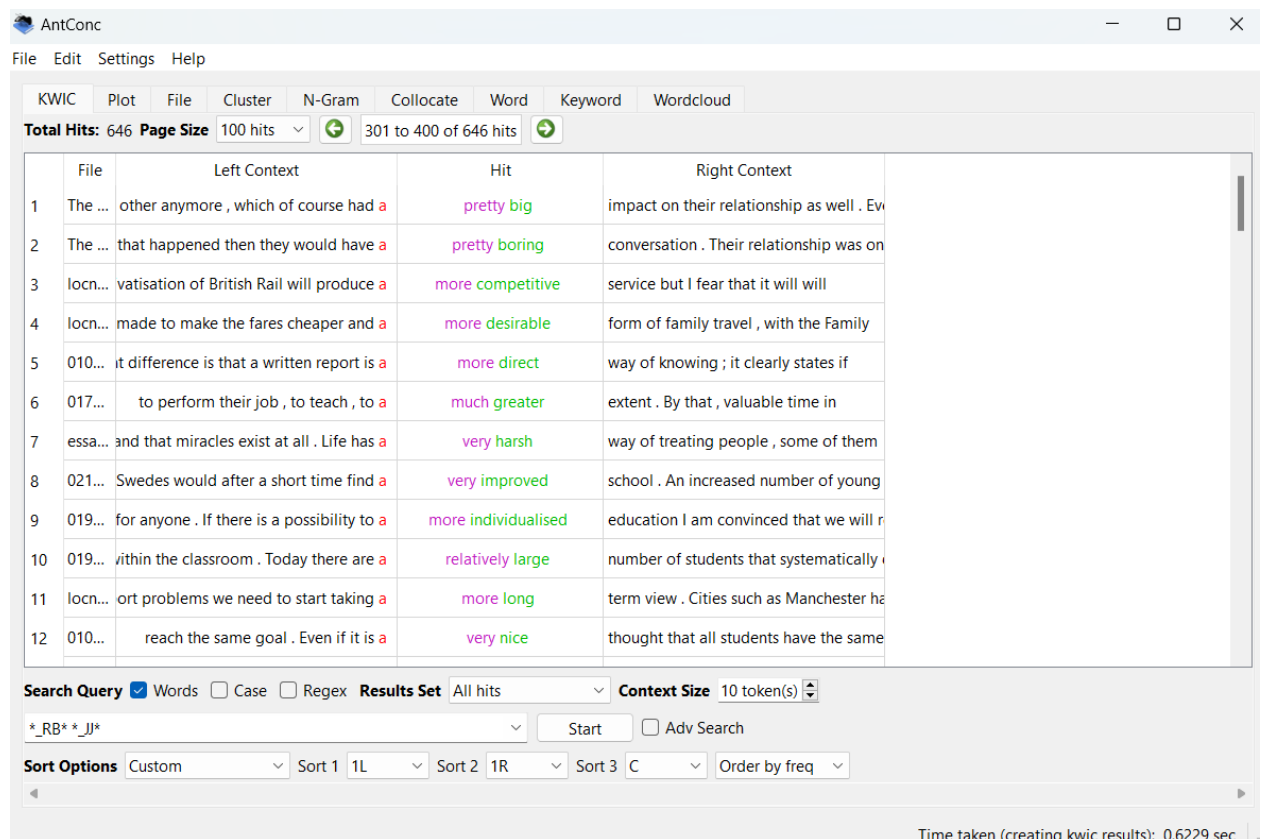 AntConc
File Edit Settings Help
KWIC Plot File Cluster N-Gram Collocate Word Keyword Wordcloud
Total Hits: 646 Page Size 100 hits 301 to 400 of 646 hits
File Left Context Hit Right Context
1 The ... other anymore , which of course had a pretty big impact on their relationship as well . Eve
2 The ... that happened then they would have a pretty boring conversation . Their relationship was on
3 locn... vatisation of British Rail will produce a more competitive service but I fear that it will will
4 locn... made to make the fares cheaper and a more desirable form of family travel , with the Family
5 010... nt difference is that a written report is a more direct way of knowing ; it clearly states if
6 017... to perform their job , to teach , to a much greater extent . By that , valuable time in
7 essa... and that miracles exist at all . Life has a very harsh way of treating people , some of them
8 021... Swedes would after a short time find a very improved school . An increased number of young
9 019... for anyone . If there is a possibility to a more individualised education I am convinced that we will r
10 019... within the classroom . Today there are a relatively large number of students that systematically
11 locn... ort problems we need to start taking a more long term view . Cities such as Manchester ha
12 010... reach the same goal . Even if it is a very nice thought that all students have the same
Search Query Words Case Regex Results Set All hits Context Size 10 token(s)
*_RB* *_JJ* Start Adv Search
Sort Options Custom Sort 1 1L Sort 2 1R Sort 3 C Order by freq
Time taken (creating kwic results): 0.6229 sec